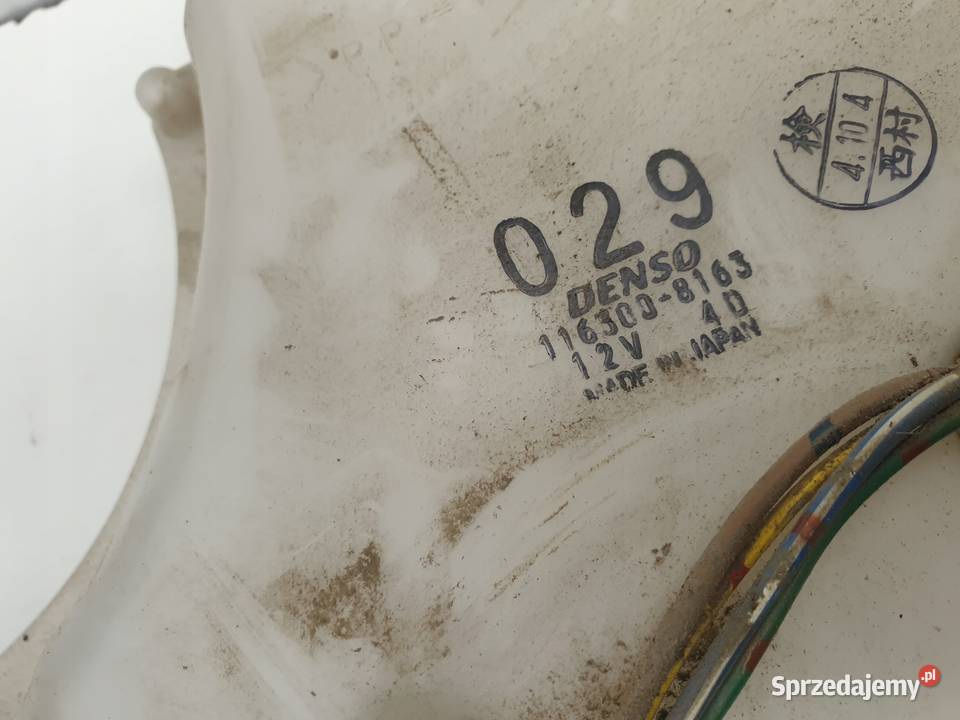 検
4.10.4
西村
029
DENSO
116300-8163
12V 4D
MADE IN JAPAN
Sprzedajemy.pl